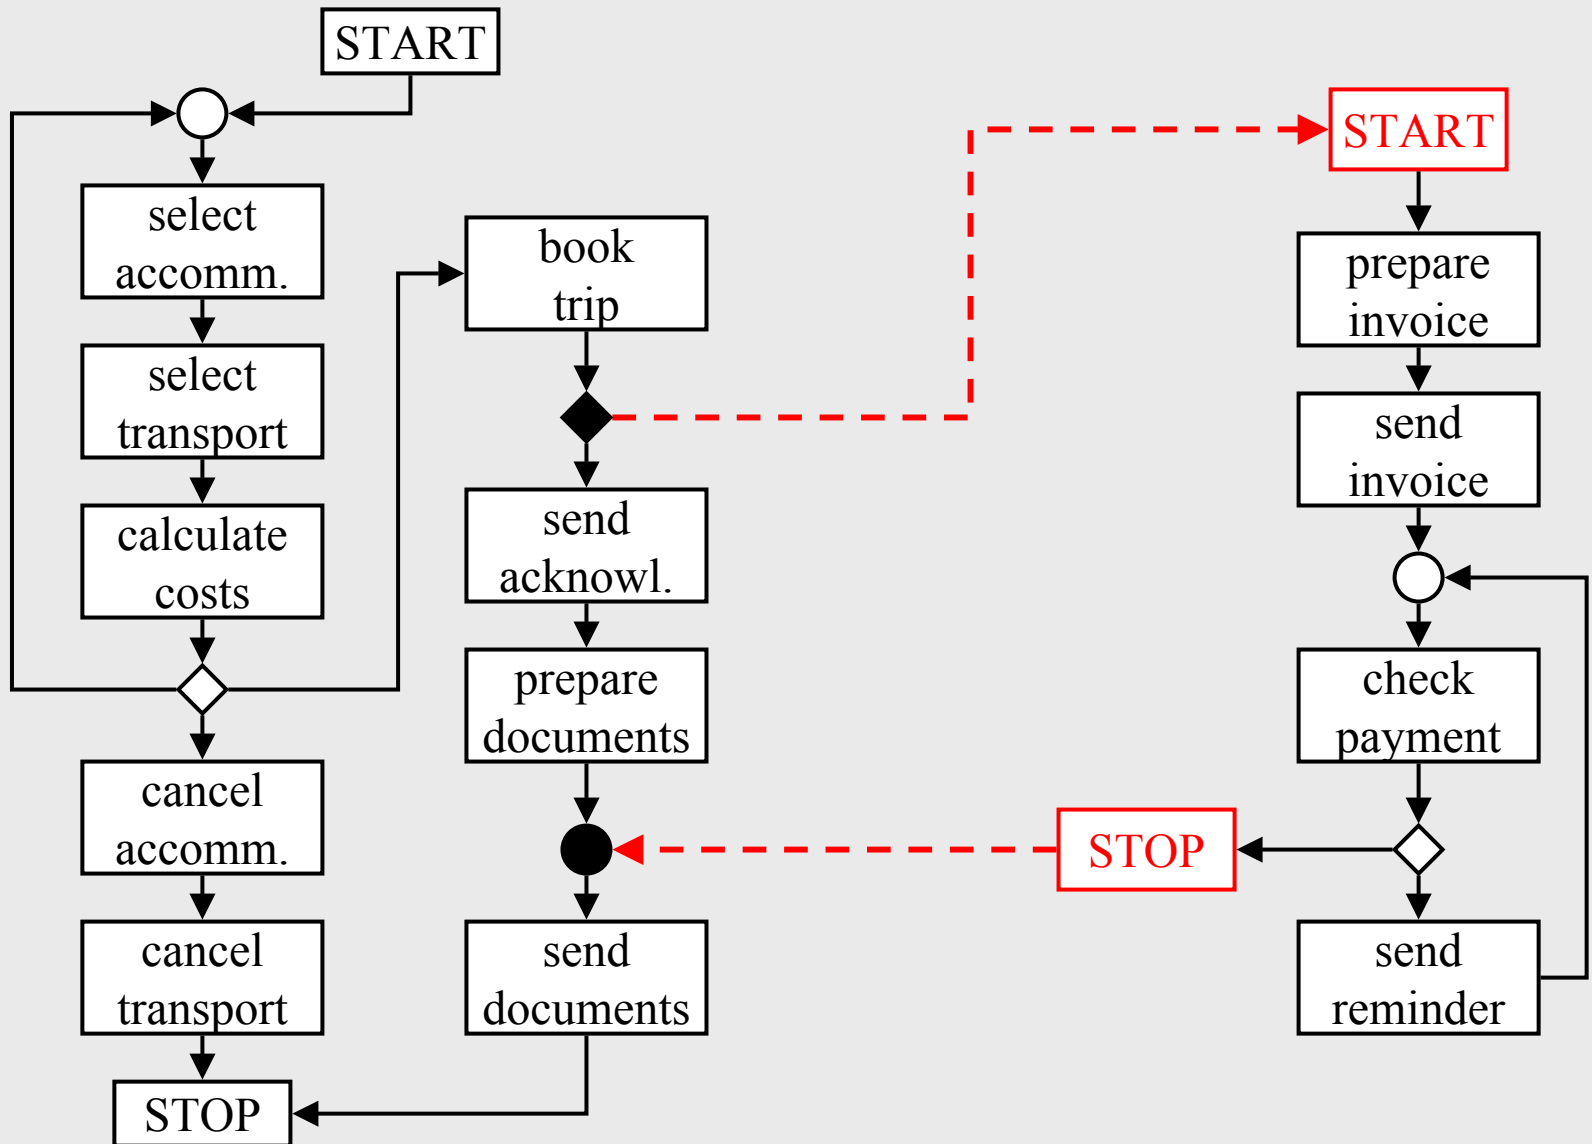 START
select
accomm.
select
transport
calculate
costs
cancel
accomm.
cancel
transport
STOP
book
trip
send
acknowl.
prepare
documents
send
documents
START
prepare
invoice
send
invoice
check
payment
STOP
send
reminder